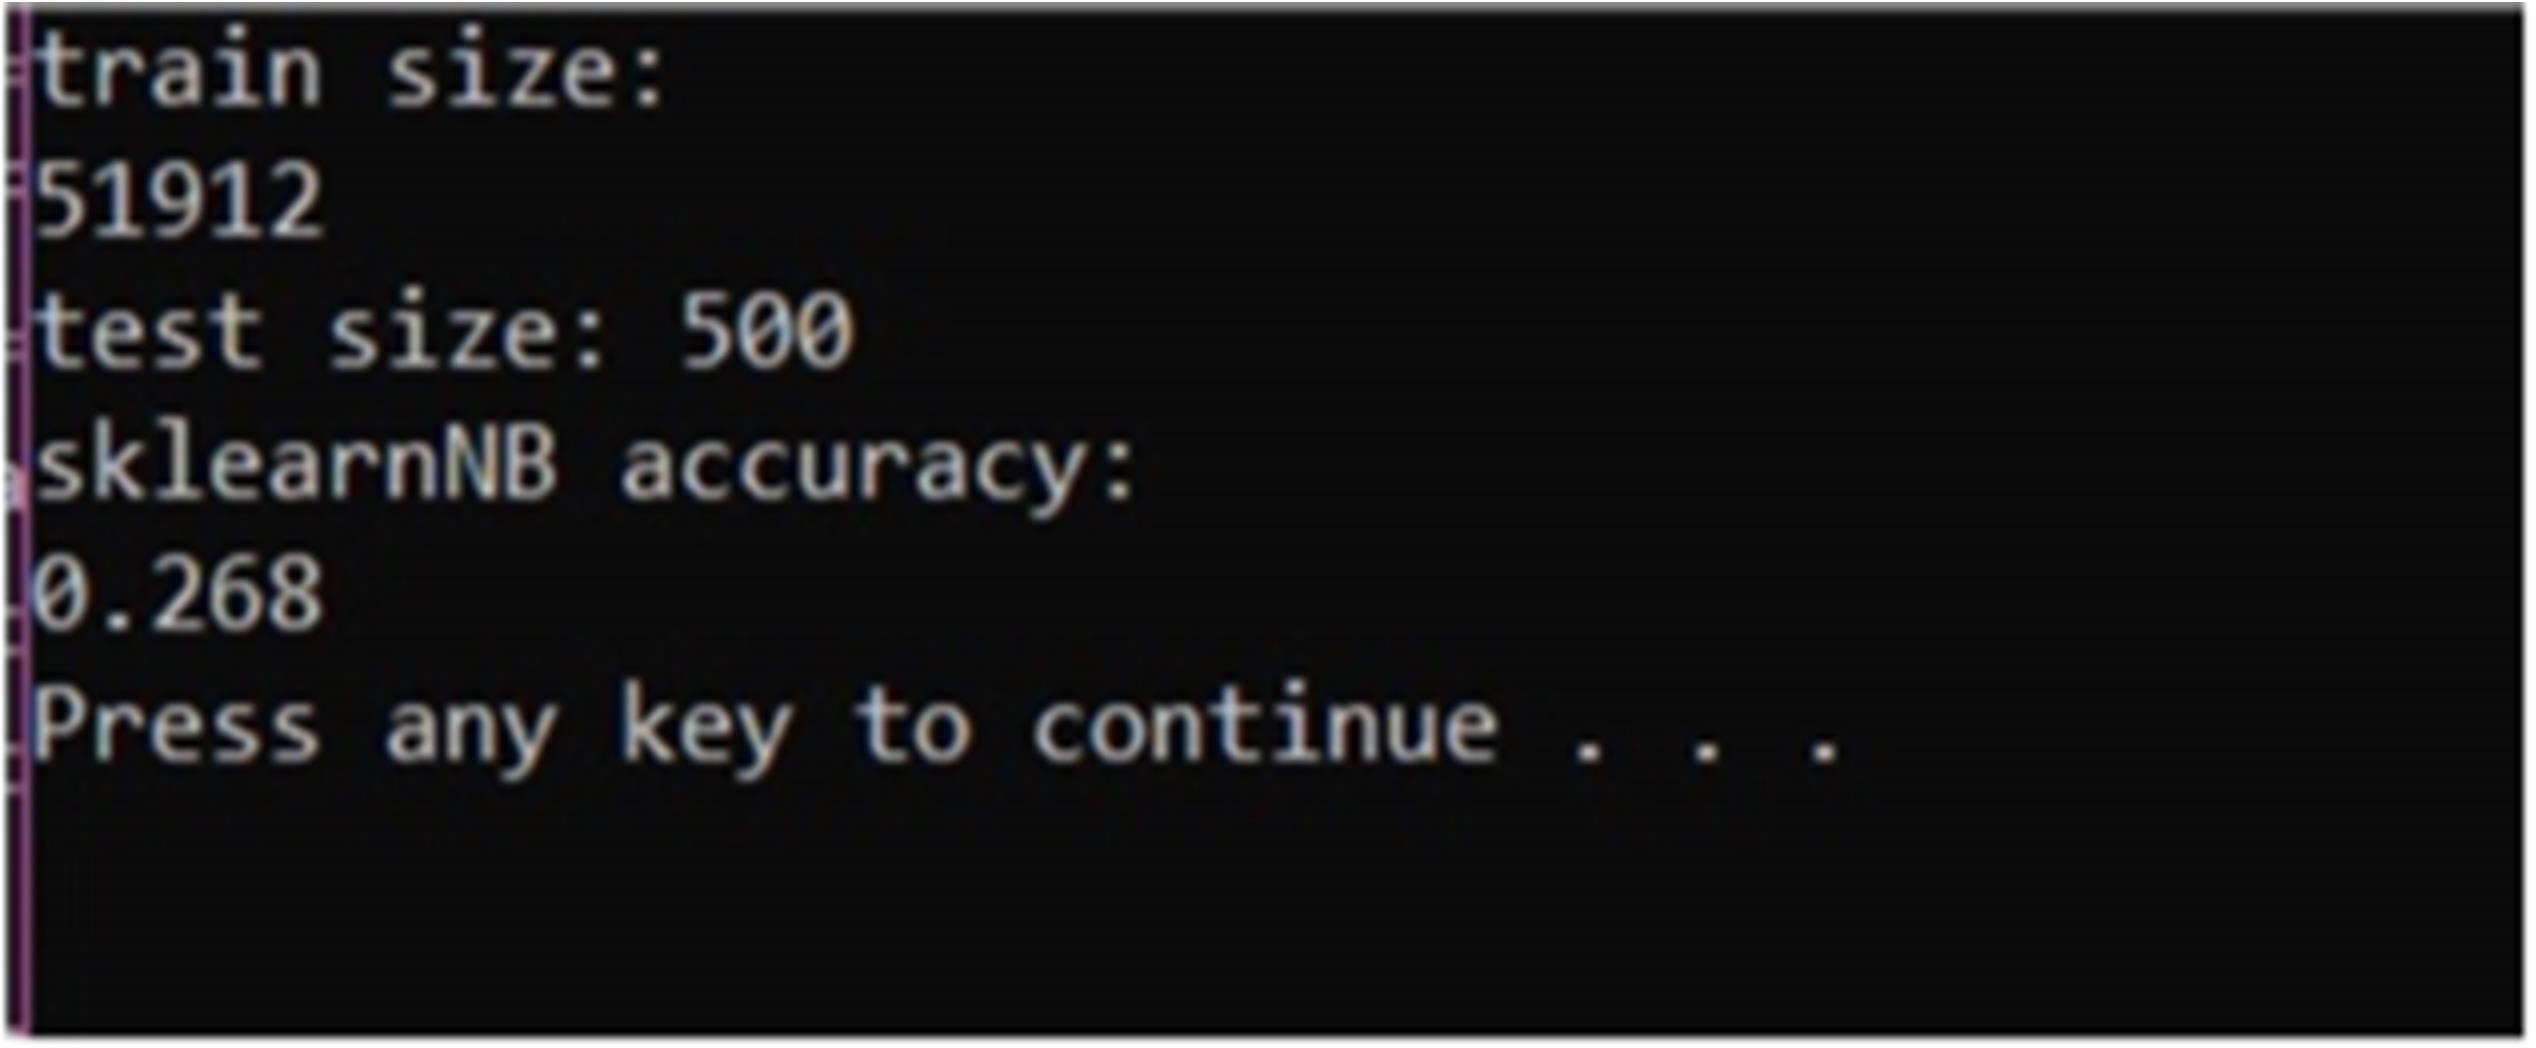 train size:
51912
test size: 500
sklearnNB accuracy:
0.268
Press any key to continue . . .